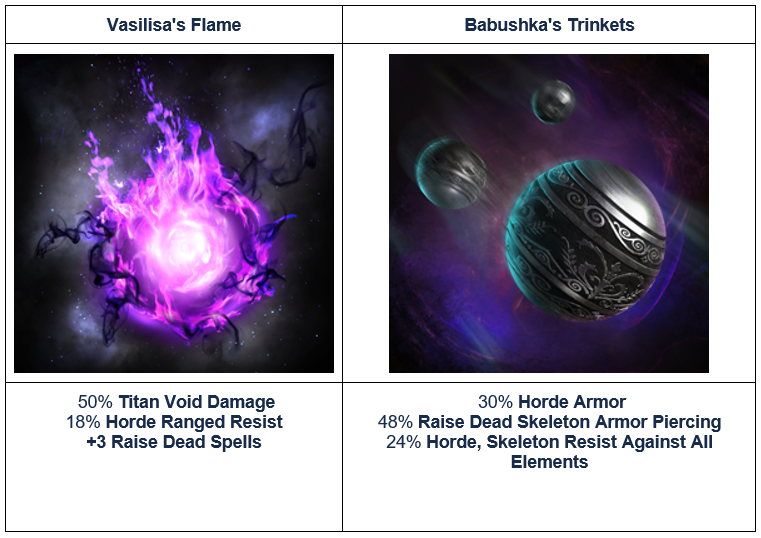 Vasilisa's Flame
Babushka's Trinkets
50% Titan Void Damage
18% Horde Ranged Resist
+3 Raise Dead Spells
30% Horde Armor
48% Raise Dead Skeleton Armor Piercing
24% Horde, Skeleton Resist Against All
Elements